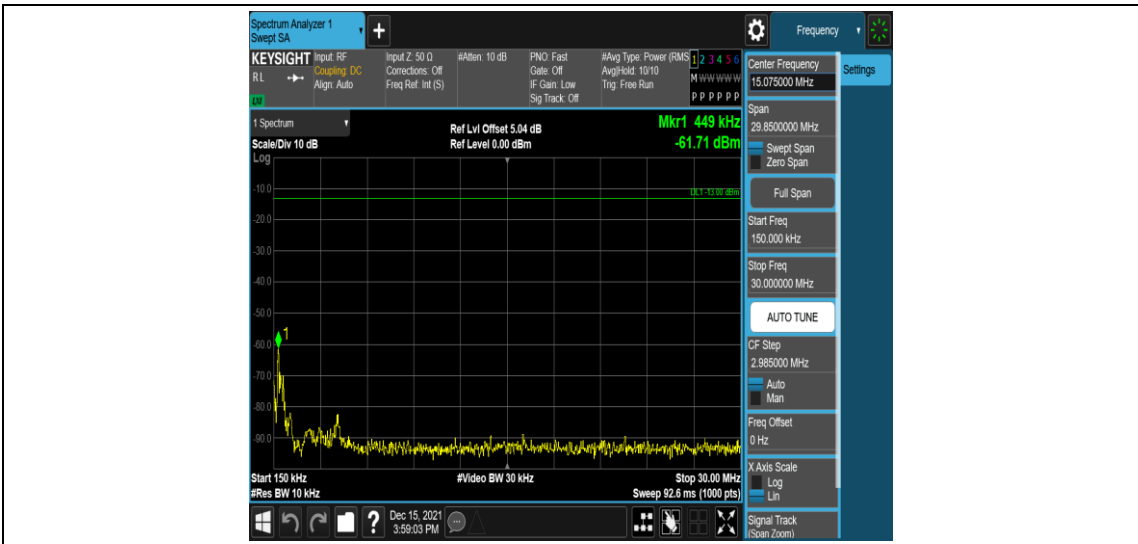 Spectrum Analyzer 1
Swept SA
+
Frequency
KEYSIGHT
RL
LXI
Input: RF
Coupling: DC
Align: Auto
Input Z: 50 Ω
Corrections: Off
Freq Ref: Int (S)
#Atten: 10 dB
PNO: Fast
Gate: Off
IF Gain: Low
Sig Track: Off
#Avg Type: Power (RMS
Avg|Hold: 10/10
Trig: Free Run
1 2 3 4 5 6
M W W W W W
P P P P P P
1 Spectrum
Scale/Div 10 dB
Log
Ref Lvl Offset 5.04 dB
Ref Level 0.00 dBm
Mkr1 449 kHz
-61.71 dBm
DL1 -13.00 dBm
-10.0
-20.0
-30.0
-40.0
-50.0
-60.0
-70.0
-80.0
-90.0
1
Start 150 kHz
#Res BW 10 kHz
#Video BW 30 kHz
Stop 30.00 MHz
Sweep 92.6 ms (1000 pts)
?
Dec 15, 2021
3:59:03 PM
Center Frequency
15.075000 MHz
Settings
Span
29.8500000 MHz
Swept Span
Zero Span
Full Span
Start Freq
150.000 kHz
Stop Freq
30.000000 MHz
AUTO TUNE
CF Step
2.985000 MHz
Auto
Man
Freq Offset
0 Hz
X Axis Scale
Log
Lin
Signal Track
(Span Zoom)